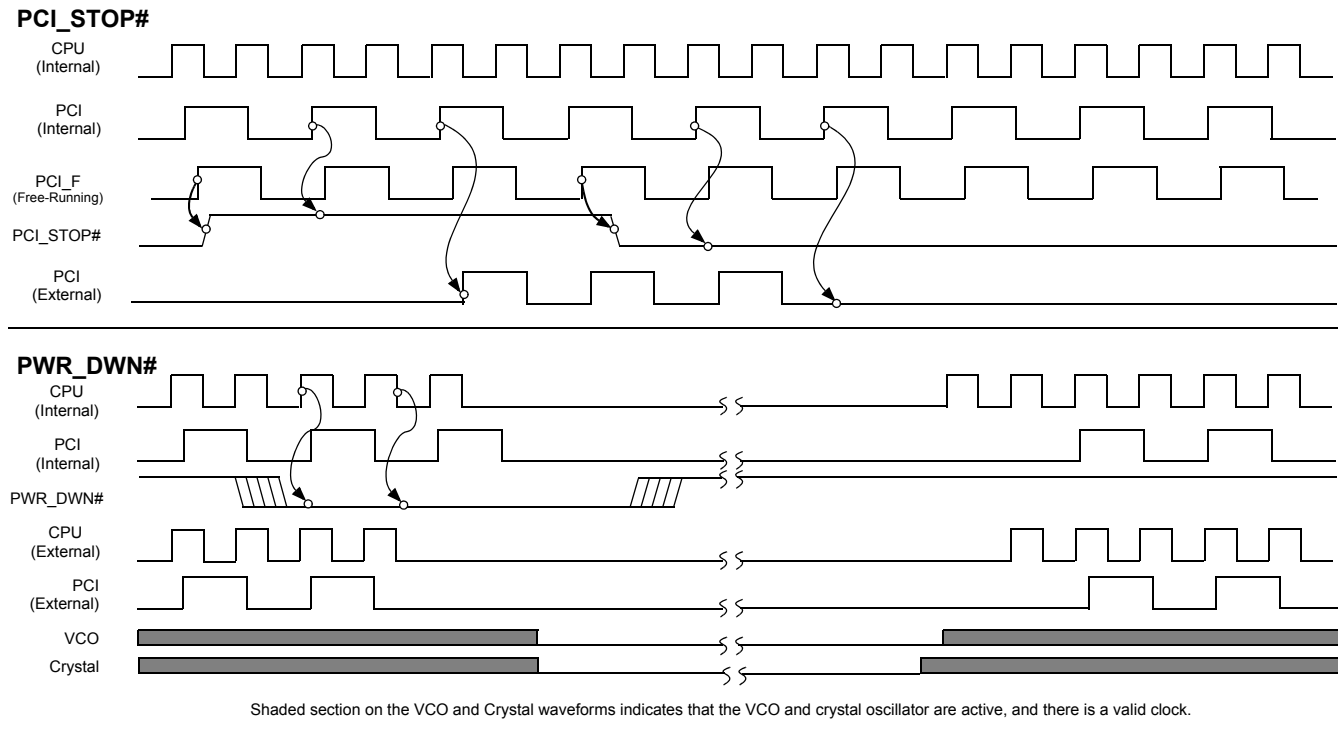 PCI_STOP#
CPU
(Internal)
PCI
(Internal)
PCI_F
(Free-Running)
PCI_STOP#
PCI
(External)
PWR_DWN#
CPU
(Internal)
PCI
(Internal)
PWR_DWN#
CPU
(External)
PCI
(External)
VCO
Crystal
Shaded section on the VCO and Crystal waveforms indicates that the VCO and crystal oscillator are active, and there is a valid clock.